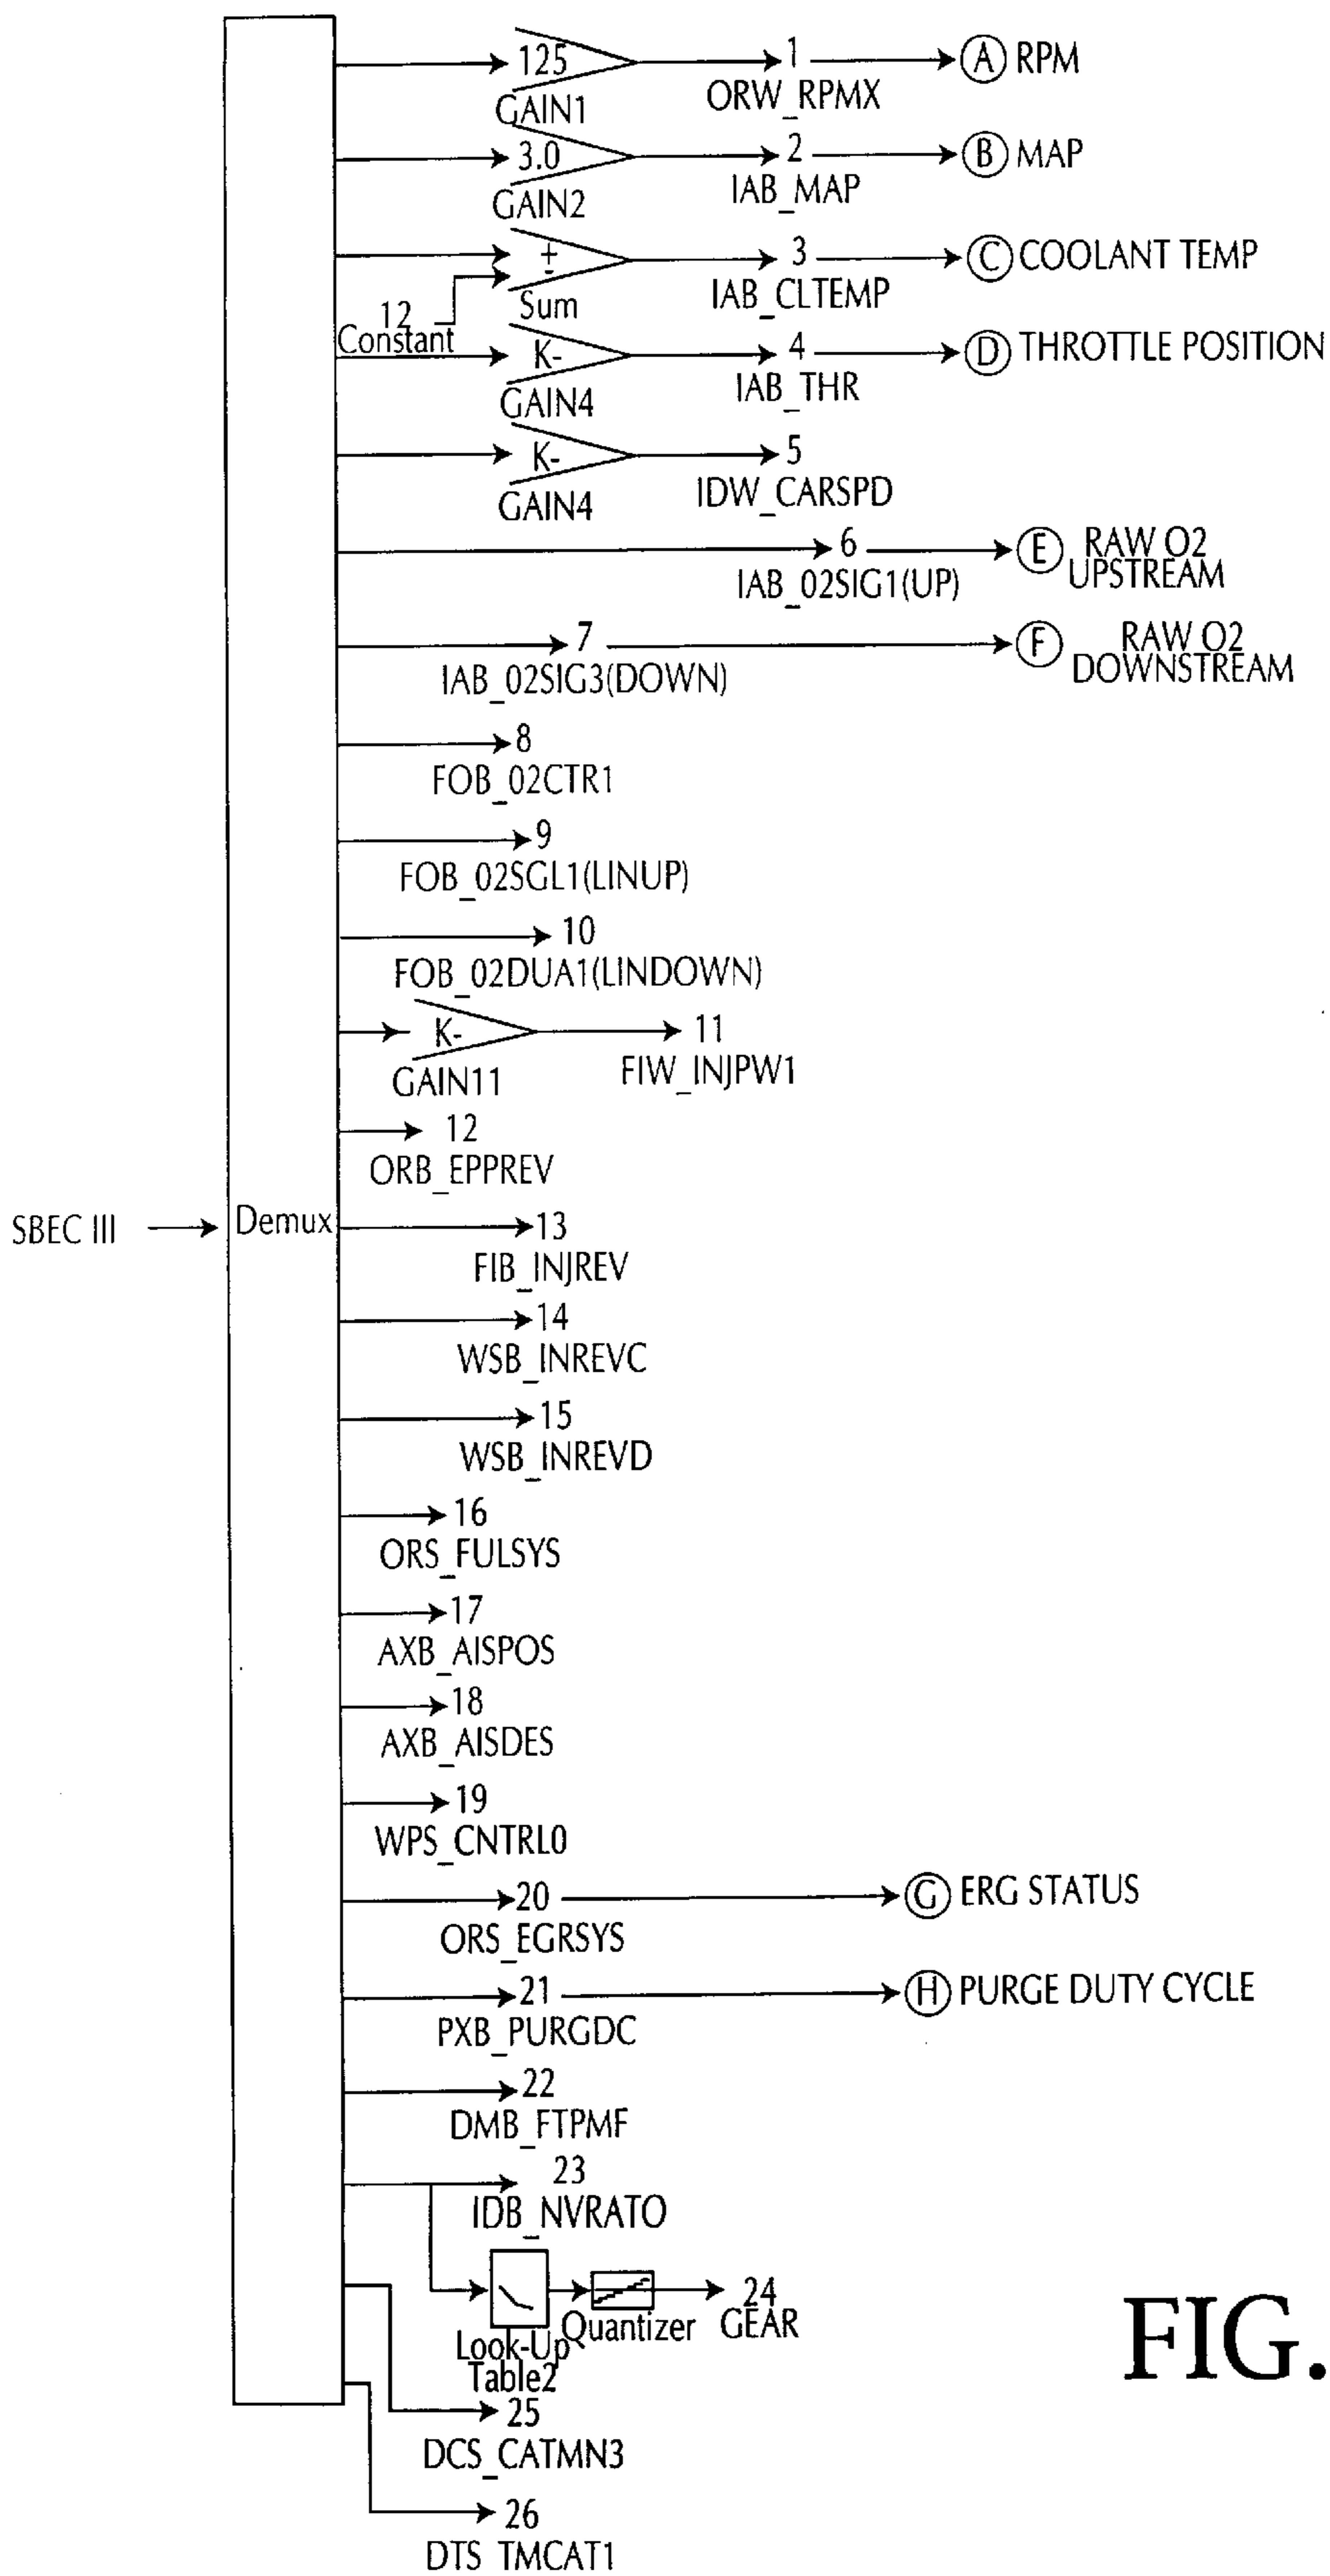 125 1 A RPM
GAIN1 ORW_RPMX
3.0 2 B MAP
GAIN2 IAB_MAP
+ 3 C COOLANT TEMP
-
Sum IAB_CLTEMP
12
Constant
K- 4 D THROTTLE POSITION
GAIN4 IAB_THR
K- 5
GAIN4 IDW_CARSPD
6 E RAW O2
UPSTREAM
IAB_02SIG1(UP)
7 F RAW O2
DOWNSTREAM
IAB_02SIG3(DOWN)
8
FOB_02CTR1
9
FOB_02SGL1(LINUP)
10
FOB_02DUA1(LINDOWN)
K- 11
GAIN11 FIW_INJPW1
12
ORB_EPPREV
SBEC III Demux 13
FIB_INJREV
14
WSB_INREVC
15
WSB_INREVD
16
ORS_FULSYS
17
AXB_AISPOS
18
AXB_AISDES
19
WPS_CNTRL0
20 G ERG STATUS
ORS_EGRSYS
21 H PURGE DUTY CYCLE
PXB_PURGDC
22
DMB_FTPMF
23
IDB_NVRATO
24
Look-Up Quantizer GEAR
Table2
25
DCS_CATMN3
26
DTS_TMCAT1
FIG.